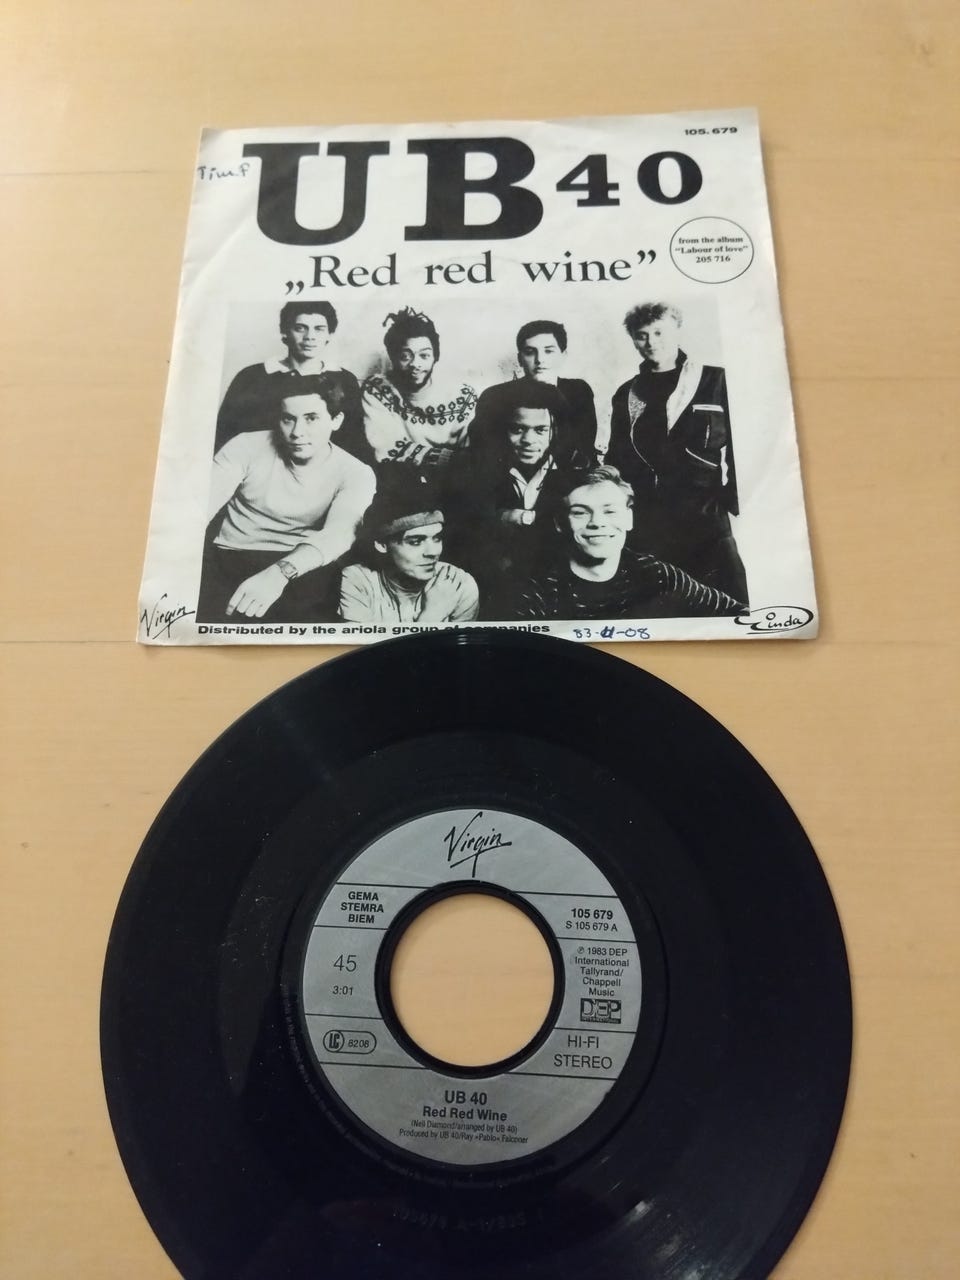 105.679
UB40
„Red red wine”
from the album
"Labour of love"
205 716
Virgin
Distributed by the ariola group of companies
83-11-08
Virgin
GEMA
STEMRA
BIEM
45
3:01
LC 8208
105 679
S 105 679 A
℗ 1983 DEP
International
Tallyrand/
Chappell
Music
DEP
INTERNATIONAL
HI-FI
STEREO
UB 40
Red Red Wine
(Neil Diamond/arranged by UB 40)
Produced by UB 40/Ray »Pablo« Falconer